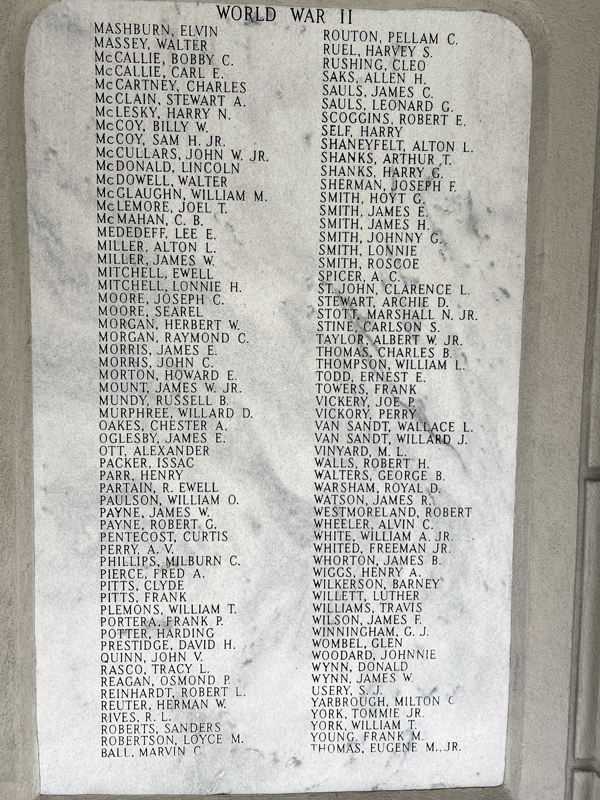 WORLD WAR II
MASHBURN, ELVIN
MASSEY, WALTER
McCALLIE, BOBBY C.
McCALLIE, CARL E.
McCARTNEY, CHARLES
McCLAIN, STEWART A.
McLESKY, HARRY N.
McCOY, BILLY W.
McCOY, SAM H. JR.
McCULLARS, JOHN W. JR.
McDONALD, LINCOLN
McDOWELL, WALTER
McGLAUGHN, WILLIAM M.
McLEMORE, JOEL T.
McMAHAN, C. B.
MEDEDEFF, LEE E.
MILLER, ALTON L.
MILLER, JAMES W.
MITCHELL, EWELL
MITCHELL, LONNIE H.
MOORE, JOSEPH C.
MOORE, SEAREL
MORGAN, HERBERT W.
MORGAN, RAYMOND C.
MORRIS, JAMES E.
MORRIS, JOHN C.
MORTON, HOWARD E.
MOUNT, JAMES W. JR.
MUNDY, RUSSELL B.
MURPHREE, WILLARD D.
OAKES, CHESTER A.
OGLESBY, JAMES E.
OTT, ALEXANDER
PACKER, ISSAC
PARR, HENRY
PARTAIN, R. EWELL
PAULSON, WILLIAM O.
PAYNE, JAMES W.
PAYNE, ROBERT G.
PENTECOST, CURTIS
PERRY, A. V.
PHILLIPS, MILBURN C.
PIERCE, FRED A.
PITTS, CLYDE
PITTS, FRANK
PLEMONS, WILLIAM T.
PORTERA, FRANK P.
POTTER, HARDING
PRESTIDGE, DAVID H.
QUINN, JOHN V.
RASCO, TRACY L.
REAGAN, OSMOND P.
REINHARDT, ROBERT L.
REUTER, HERMAN W.
RIVES, R. L.
ROBERTS, SANDERS
ROBERTSON, LOYCE M.
BALL, MARVIN C.
ROUTON, PELLAM C.
RUEL, HARVEY S.
RUSHING, CLEO
SAKS, ALLEN H.
SAULS, JAMES C.
SAULS, LEONARD G.
SCOGGINS, ROBERT E.
SELF, HARRY
SHANEYFELT, ALTON L.
SHANKS, ARTHUR T.
SHANKS, HARRY G.
SHERMAN, JOSEPH F.
SMITH, HOYT G.
SMITH, JAMES E.
SMITH, JAMES H.
SMITH, JOHNNY G.
SMITH, LONNIE
SMITH, ROSCOE
SPICER, A. C.
ST. JOHN, CLARENCE L.
STEWART, ARCHIE D.
STOTT, MARSHALL N. JR.
STINE, CARLSON S.
TAYLOR, ALBERT W. JR.
THOMAS, CHARLES B.
THOMPSON, WILLIAM L.
TODD, ERNEST E.
TOWERS, FRANK
VICKERY, JOE P.
VICKORY, PERRY
VAN SANDT, WALLACE L.
VAN SANDT, WILLARD J.
VINYARD, M. L.
WALLS, ROBERT H.
WALTERS, GEORGE B.
WARSHAM, ROYAL D.
WATSON, JAMES R.
WESTMORELAND, ROBERT
WHEELER, ALVIN C.
WHITE, WILLIAM A. JR.
WHITED, FREEMAN JR.
WHORTON, JAMES B.
WIGGS, HENRY A.
WILKERSON, BARNEY
WILLETT, LUTHER
WILLIAMS, TRAVIS
WILSON, JAMES F.
WINNINGHAM, G. J.
WOMBEL, GLEN
WOODARD, JOHNNIE
WYNN, DONALD
WYNN, JAMES W.
USERY, S. J.
YARBROUGH, MILTON C
YORK, TOMMIE JR.
YORK, WILLIAM T.
YOUNG, FRANK M.
THOMAS, EUGENE M., JR.